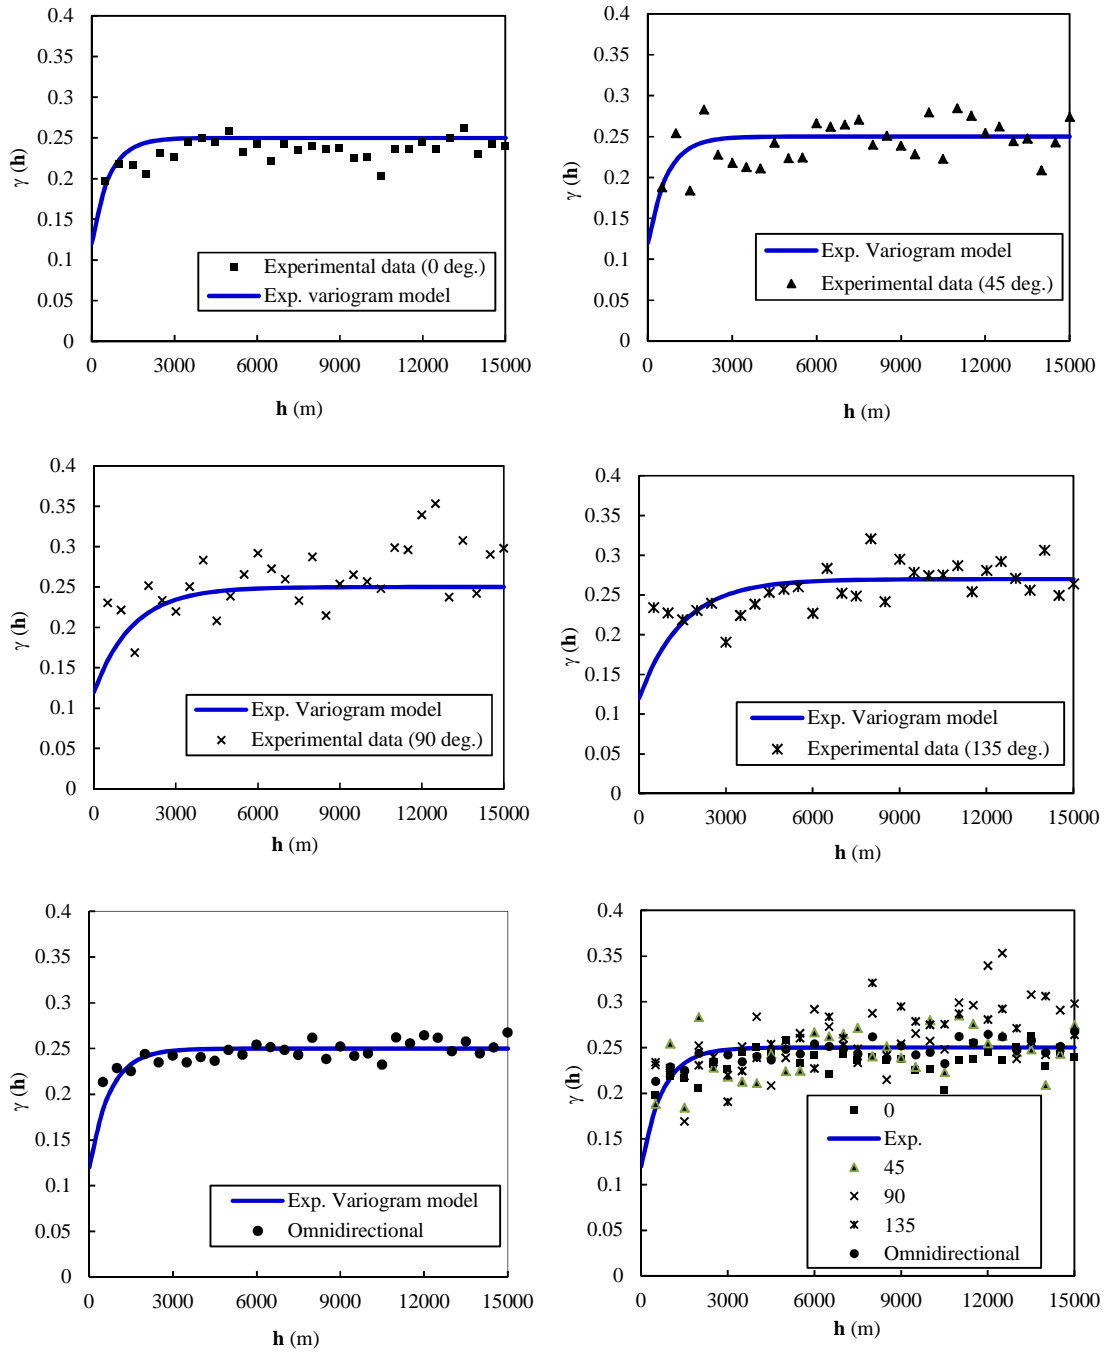 0.4
0.35
0.3
0.25
0.2
0.15
0.1
0.05
0
γ (h)
Experimental data (0 deg.)
Exp. variogram model
0 3000 6000 9000 12000 15000
h (m)
0.4
0.35
0.3
0.25
0.2
0.15
0.1
0.05
0
γ (h)
Exp. Variogram model
Experimental data (45 deg.)
0 3000 6000 9000 12000 15000
h (m)
0.4
0.35
0.3
0.25
0.2
0.15
0.1
0.05
0
γ (h)
Exp. Variogram model
Experimental data (90 deg.)
0 3000 6000 9000 12000 15000
h (m)
0.4
0.35
0.3
0.25
0.2
0.15
0.1
0.05
0
γ (h)
Exp. Variogram model
Experimental data (135 deg.)
0 3000 6000 9000 12000 15000
h (m)
0.4
0.35
0.3
0.25
0.2
0.15
0.1
0.05
0
γ (h)
Exp. Variogram model
Omnidirectional
0 3000 6000 9000 12000 15000
h (m)
0.4
0.35
0.3
0.25
0.2
0.15
0.1
0.05
0
γ (h)
0
Exp.
45
90
135
Omnidirectional
0 3000 6000 9000 12000 15000
h (m)